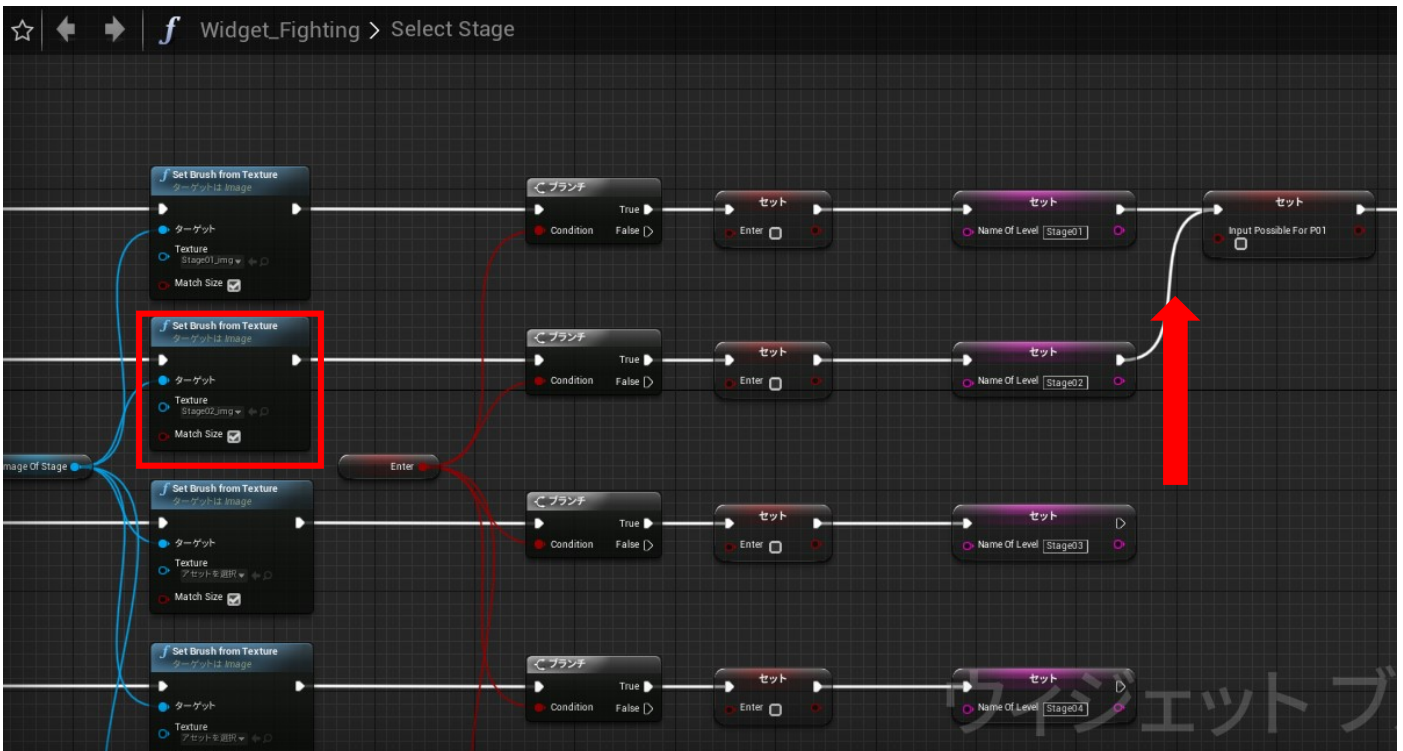 Widget_Fighting > Select Stage
Set Brush from Texture
ターゲットは Image
ターゲット
Texture
Stage01_img
Match Size
ブランチ
True
Condition
False
セット
Enter
セット
Name Of Level Stage01
セット
Input Possible For P01
Set Brush from Texture
ターゲットは Image
ターゲット
Texture
Stage02_img
Match Size
ブランチ
True
Condition
False
セット
Enter
セット
Name Of Level Stage02
mage Of Stage
Enter
Set Brush from Texture
ターゲットは Image
ターゲット
Texture
アセットを選択
Match Size
ブランチ
True
Condition
False
セット
Enter
セット
Name Of Level Stage03
Set Brush from Texture
ターゲットは Image
ターゲット
Texture
アセットを選択
ブランチ
True
Condition
False
セット
Enter
セット
Name Of Level Stage04
ウィジェット ブ